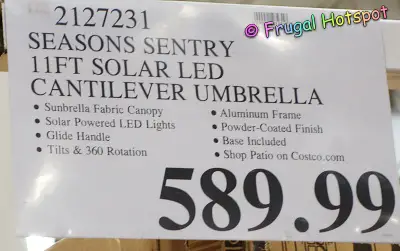 © Frugal Hotspot
2127231
SEASONS SENTRY
11FT SOLAR LED
CANTILEVER UMBRELLA
• Sunbrella Fabric Canopy
• Solar Powered LED Lights
• Glide Handle
• Tilts & 360 Rotation
• Aluminum Frame
• Powder-Coated Finish
• Base Included
• Shop Patio on Costco.com
589.99